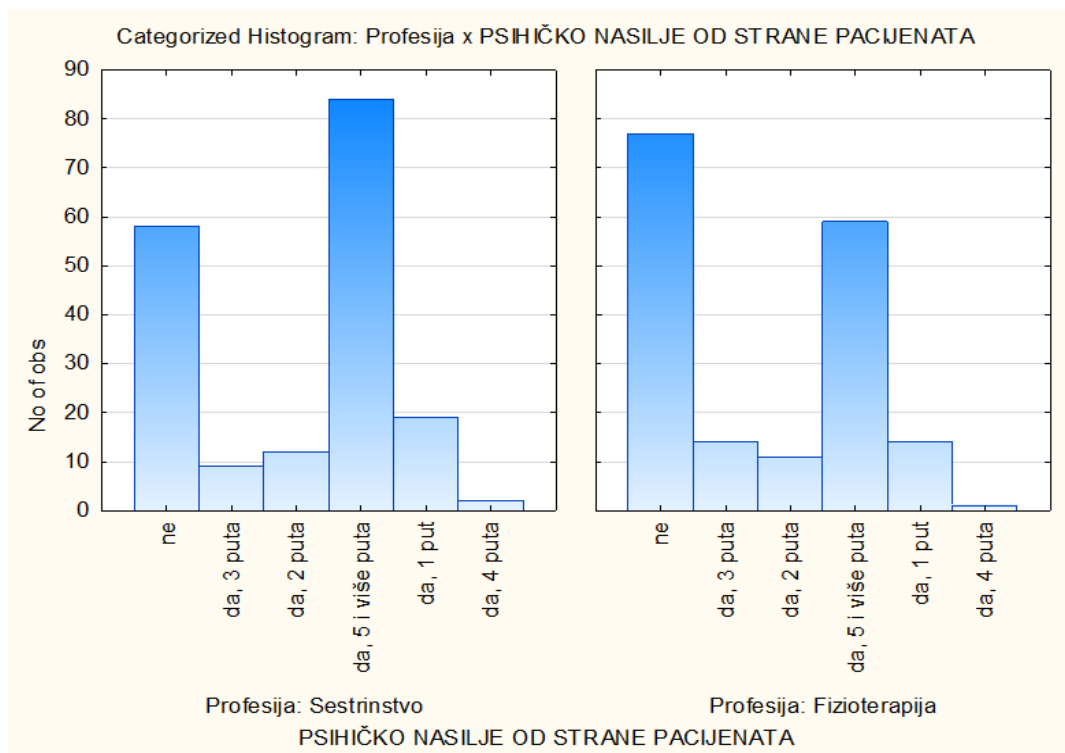 Categorized Histogram: Profesija x PSIHIČKO NASILJE OD STRANE PACIJENATA
No of obs
90
80
70
60
50
40
30
20
10
0
ne
da, 3 puta
da, 2 puta
da, 5 i više puta
da, 1 put
da, 4 puta
ne
da, 3 puta
da, 2 puta
da, 5 i više puta
da, 1 put
da, 4 puta
Profesija: Sestrinstvo
Profesija: Fizioterapija
PSIHIČKO NASILJE OD STRANE PACIJENATA